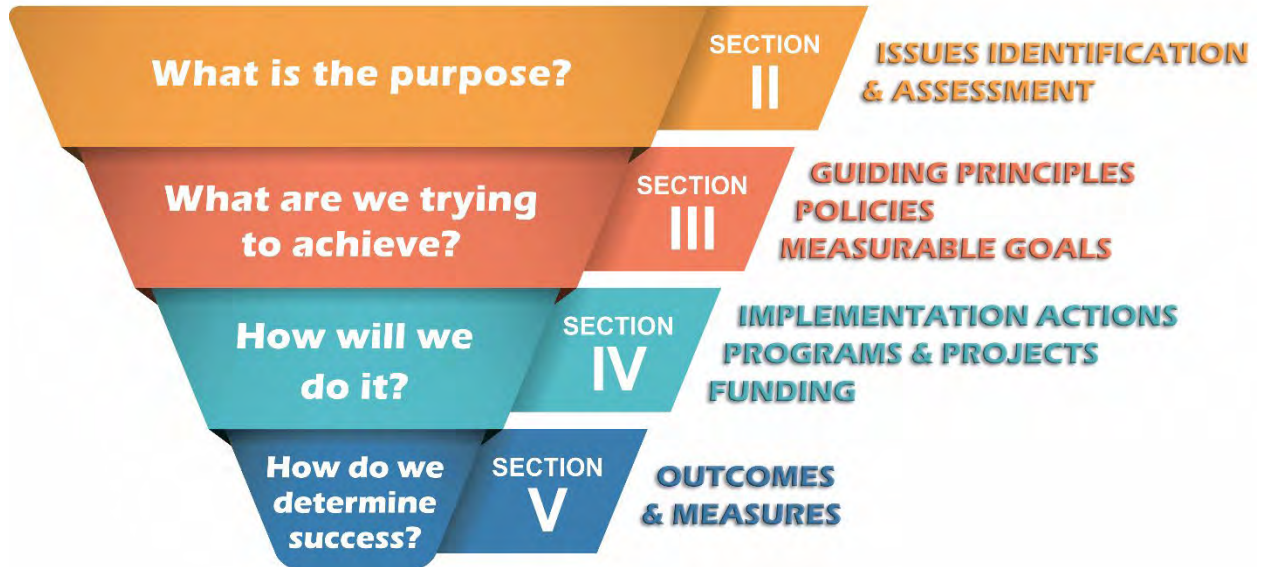 What is the purpose?
SECTION
II
ISSUES IDENTIFICATION
& ASSESSMENT
What are we trying
to achieve?
SECTION
III
GUIDING PRINCIPLES
POLICIES
MEASURABLE GOALS
How will we
do it?
SECTION
IV
IMPLEMENTATION ACTIONS
PROGRAMS & PROJECTS
FUNDING
How do we
determine
success?
SECTION
V
OUTCOMES
& MEASURES